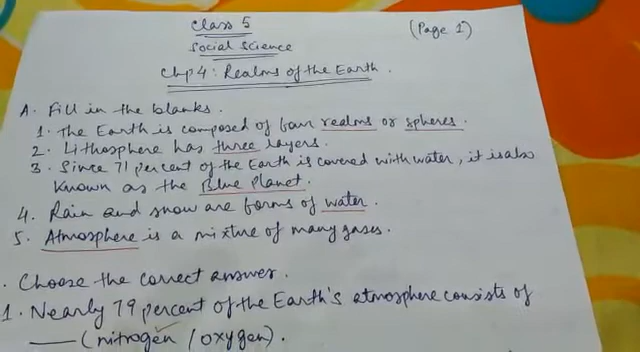 Class 5
(Page 1)
Social Science
Chp 4: Realms of the Earth.
A. Fill in the blanks.
1. The Earth is composed of four realms or spheres.
2. Lithosphere has three layers.
3. Since 71 percent of the Earth is covered with water, it is also
known as the Blue Planet.
4. Rain and snow are forms of water.
5. Atmosphere is a mixture of many gases.
. Choose the correct answer.
1. Nearly 79 percent of the Earth's atmosphere consists of
—— (nitrogen / oxygen).